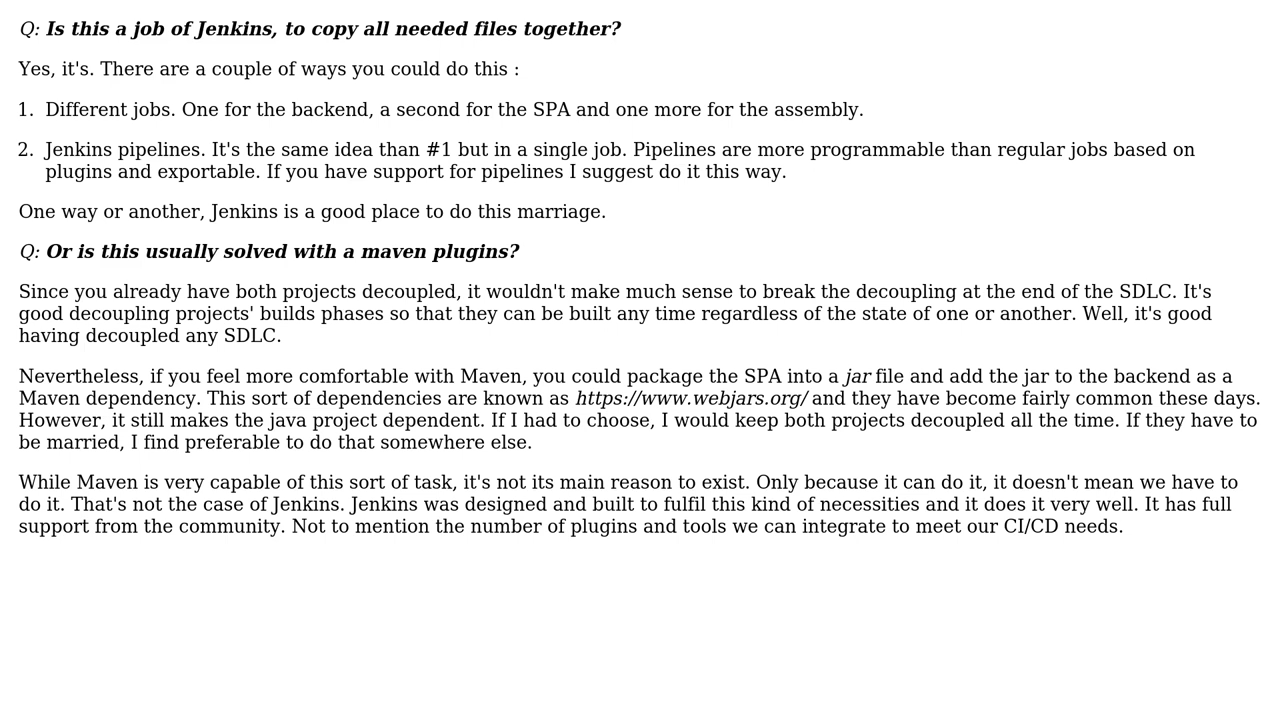 Q: Is this a job of Jenkins, to copy all needed files together?
Yes, it's. There are a couple of ways you could do this :
1. Different jobs. One for the backend, a second for the SPA and one more for the assembly.
2. Jenkins pipelines. It's the same idea than #1 but in a single job. Pipelines are more programmable than regular jobs based on
plugins and exportable. If you have support for pipelines I suggest do it this way.
One way or another, Jenkins is a good place to do this marriage.
Q: Or is this usually solved with a maven plugins?
Since you already have both projects decoupled, it wouldn't make much sense to break the decoupling at the end of the SDLC. It's
good decoupling projects' builds phases so that they can be built any time regardless of the state of one or another. Well, it's good
having decoupled any SDLC.
Nevertheless, if you feel more comfortable with Maven, you could package the SPA into a jar file and add the jar to the backend as a
Maven dependency. This sort of dependencies are known as https://www.webjars.org/ and they have become fairly common these days.
However, it still makes the java project dependent. If I had to choose, I would keep both projects decoupled all the time. If they have to
be married, I find preferable to do that somewhere else.
While Maven is very capable of this sort of task, it's not its main reason to exist. Only because it can do it, it doesn't mean we have to
do it. That's not the case of Jenkins. Jenkins was designed and built to fulfil this kind of necessities and it does it very well. It has full
support from the community. Not to mention the number of plugins and tools we can integrate to meet our CI/CD needs.